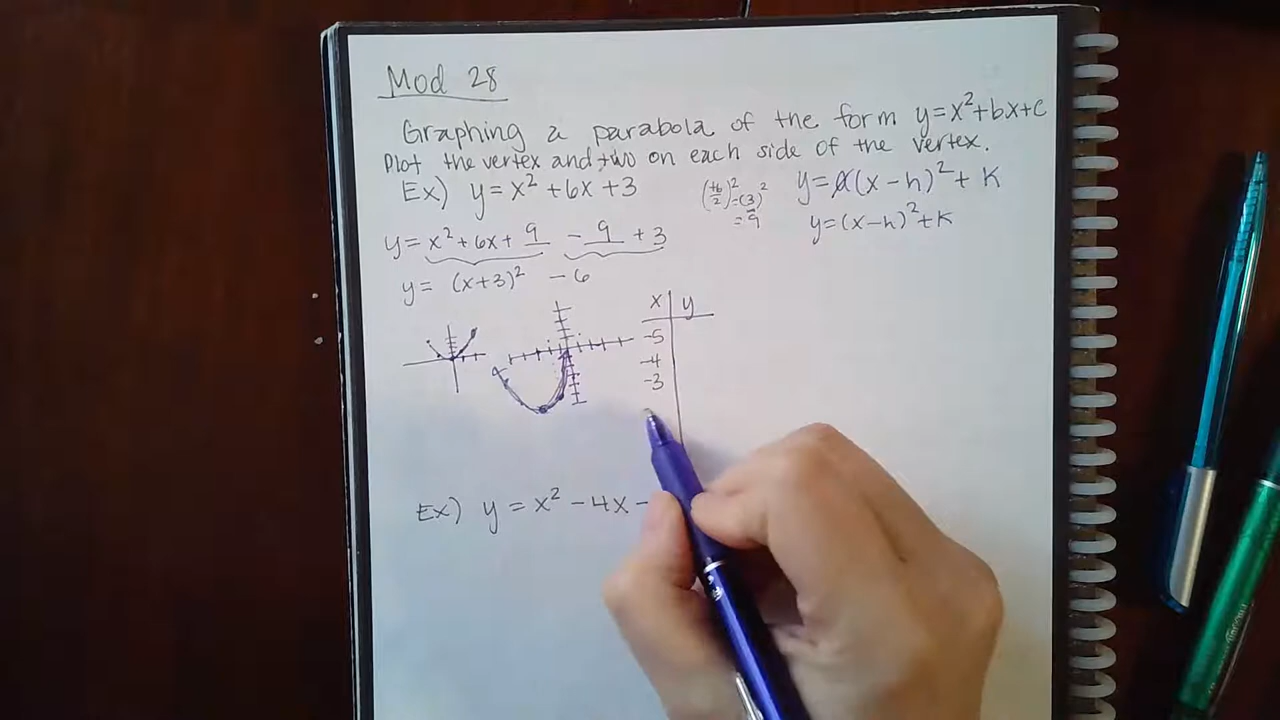 Mod 28
Graphing a parabola of the form y=x²+bx+c
Plot the vertex and two on each side of the vertex.
Ex) y=x²+6x+3
(+6/2)²=(3)²
=9
y=a(x-h)²+k
y=(x-h)²+k
y=x²+6x+9 -9+3
y= (x+3)² -6
x y
-5
-4
-3
Ex) y=x²-4x-